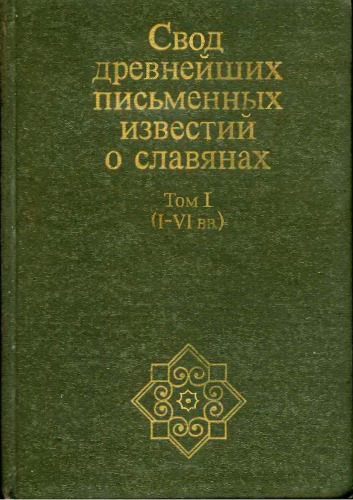 Свод
древнейших
письменных
известий
о славянах
Том I
(I–VI вв.)